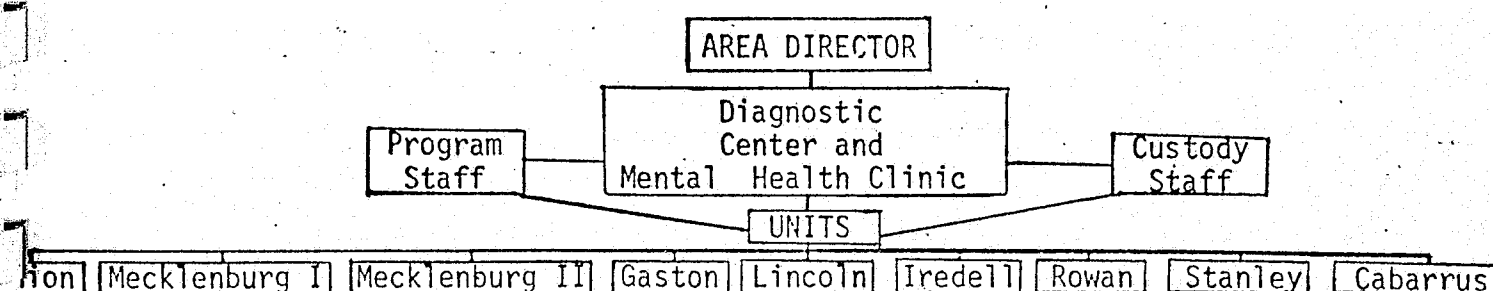 AREA DIRECTOR
Diagnostic
Center and
Mental Health Clinic
Program
Staff
Custody
Staff
UNITS
Mecklenburg I Mecklenburg II Gaston Lincoln Iredell Rowan Stanley Cabarrus